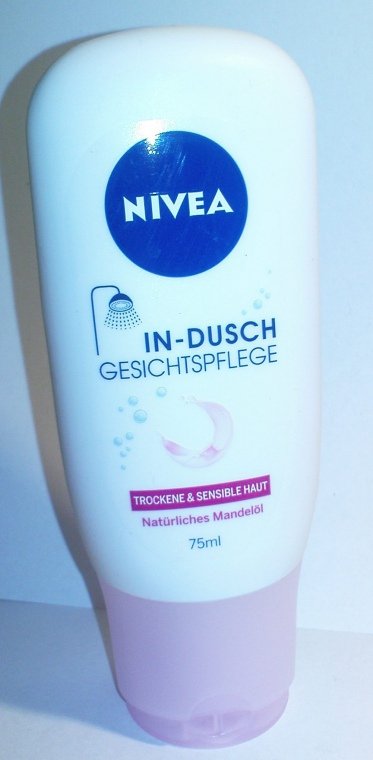 NIVEA
IN-DUSCH
GESICHTSPFLEGE
TROCKENE & SENSIBLE HAUT
Natürliches Mandelöl
75ml